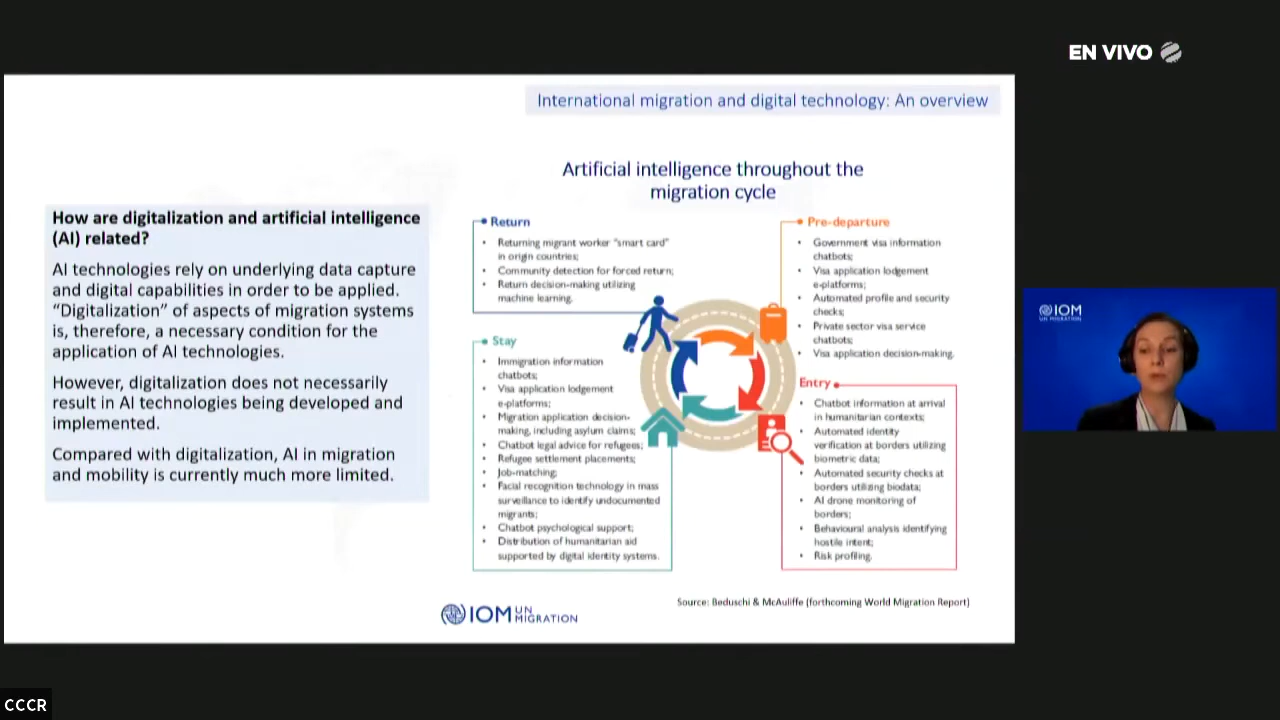 EN VIVO
International migration and digital technology: An overview
Artificial intelligence throughout the
migration cycle
How are digitalization and artificial intelligence
(AI) related?
AI technologies rely on underlying data capture
and digital capabilities in order to be applied.
“Digitalization” of aspects of migration systems
is, therefore, a necessary condition for the
application of AI technologies.
However, digitalization does not necessarily
result in AI technologies being developed and
implemented.
Compared with digitalization, AI in migration
and mobility is currently much more limited.
Return
• Returning migrant worker “smart card”
in origin countries;
• Community detection for forced return;
• Return decision-making utilizing
machine learning.
Pre-departure
• Government visa information
chatbots;
• Visa application lodgement
e-platforms;
• Automated profile and security
checks;
• Private sector visa service
chatbots;
• Visa application decision-making.
Stay
• Immigration information
chatbots;
• Visa application lodgement
e-platforms;
• Migration application decision-
making, including asylum claims;
• Chatbot legal advice for refugees;
• Refugee settlement placements;
• Job-matching;
• Facial recognition technology in mass
surveillance to identify undocumented
migrants;
• Chatbot psychological support;
• Distribution of humanitarian aid
supported by digital identity systems.
Entry
• Chatbot information at arrival
in humanitarian contexts;
• Automated identity
verification at borders utilizing
biometric data;
• Automated security checks at
borders utilizing biodata;
• AI drone monitoring of
borders;
• Behavioural analysis identifying
hostile intent;
• Risk profiling.
Source: Beduschi & McAuliffe (forthcoming World Migration Report)
IOM UN MIGRATION
IOM
UN MIGRATION
CCCR